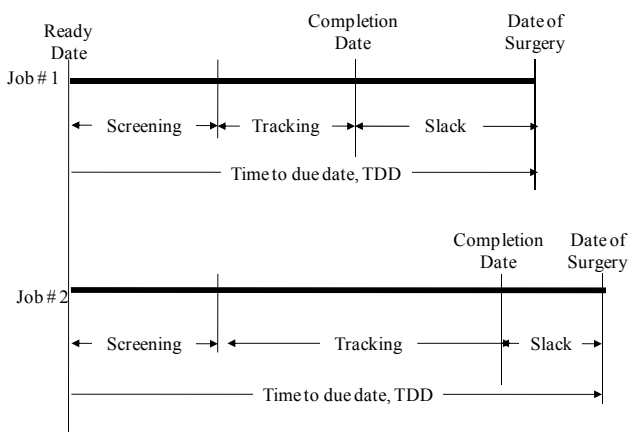 Ready
Date
Completion
Date
Date of
Surgery
Job # 1
Screening
Tracking
Slack
Time to due date, TDD
Completion
Date
Date of
Surgery
Job # 2
Screening
Tracking
Slack
Time to due date, TDD